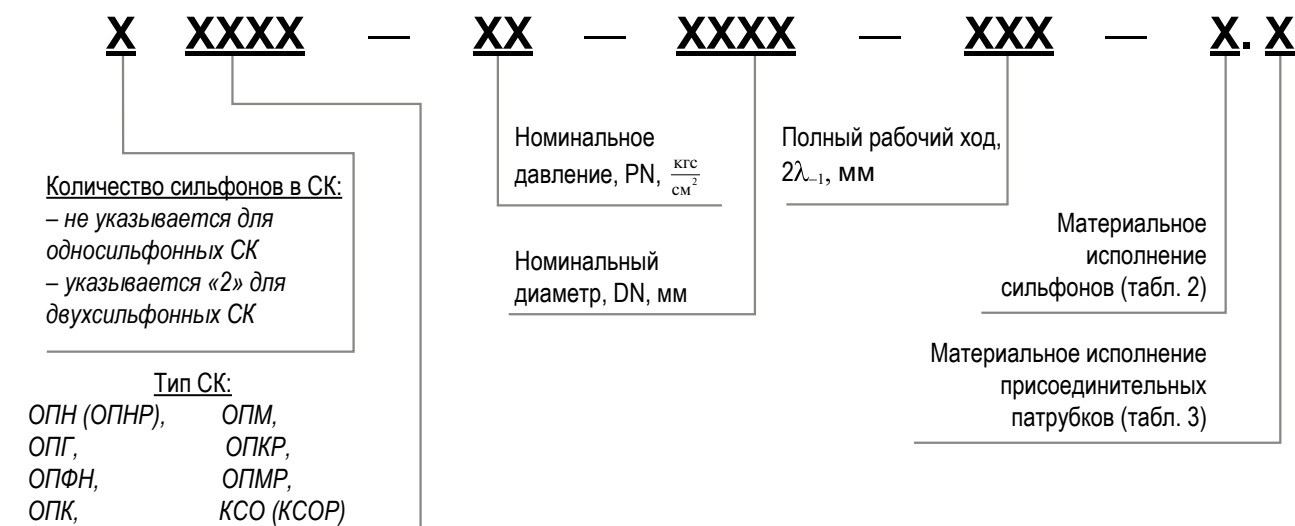 X XXXX — XX — XXXX — XXX — X. X
Количество сильфонов в СК:
– не указывается для
односильфонных СК
– указывается «2» для
двухсильфонных СК
Тип СК:
ОПН (ОПНР), ОПМ,
ОПГ, ОПКР,
ОПФН, ОПМР,
ОПК, КСО (КСОР)
Номинальное
давление, PN, кгс/см²
Номинальный
диаметр, DN, мм
Полный рабочий ход,
2λ₋₁, мм
Материальное
исполнение
сильфонов (табл. 2)
Материальное исполнение
присоединительных
патрубков (табл. 3)